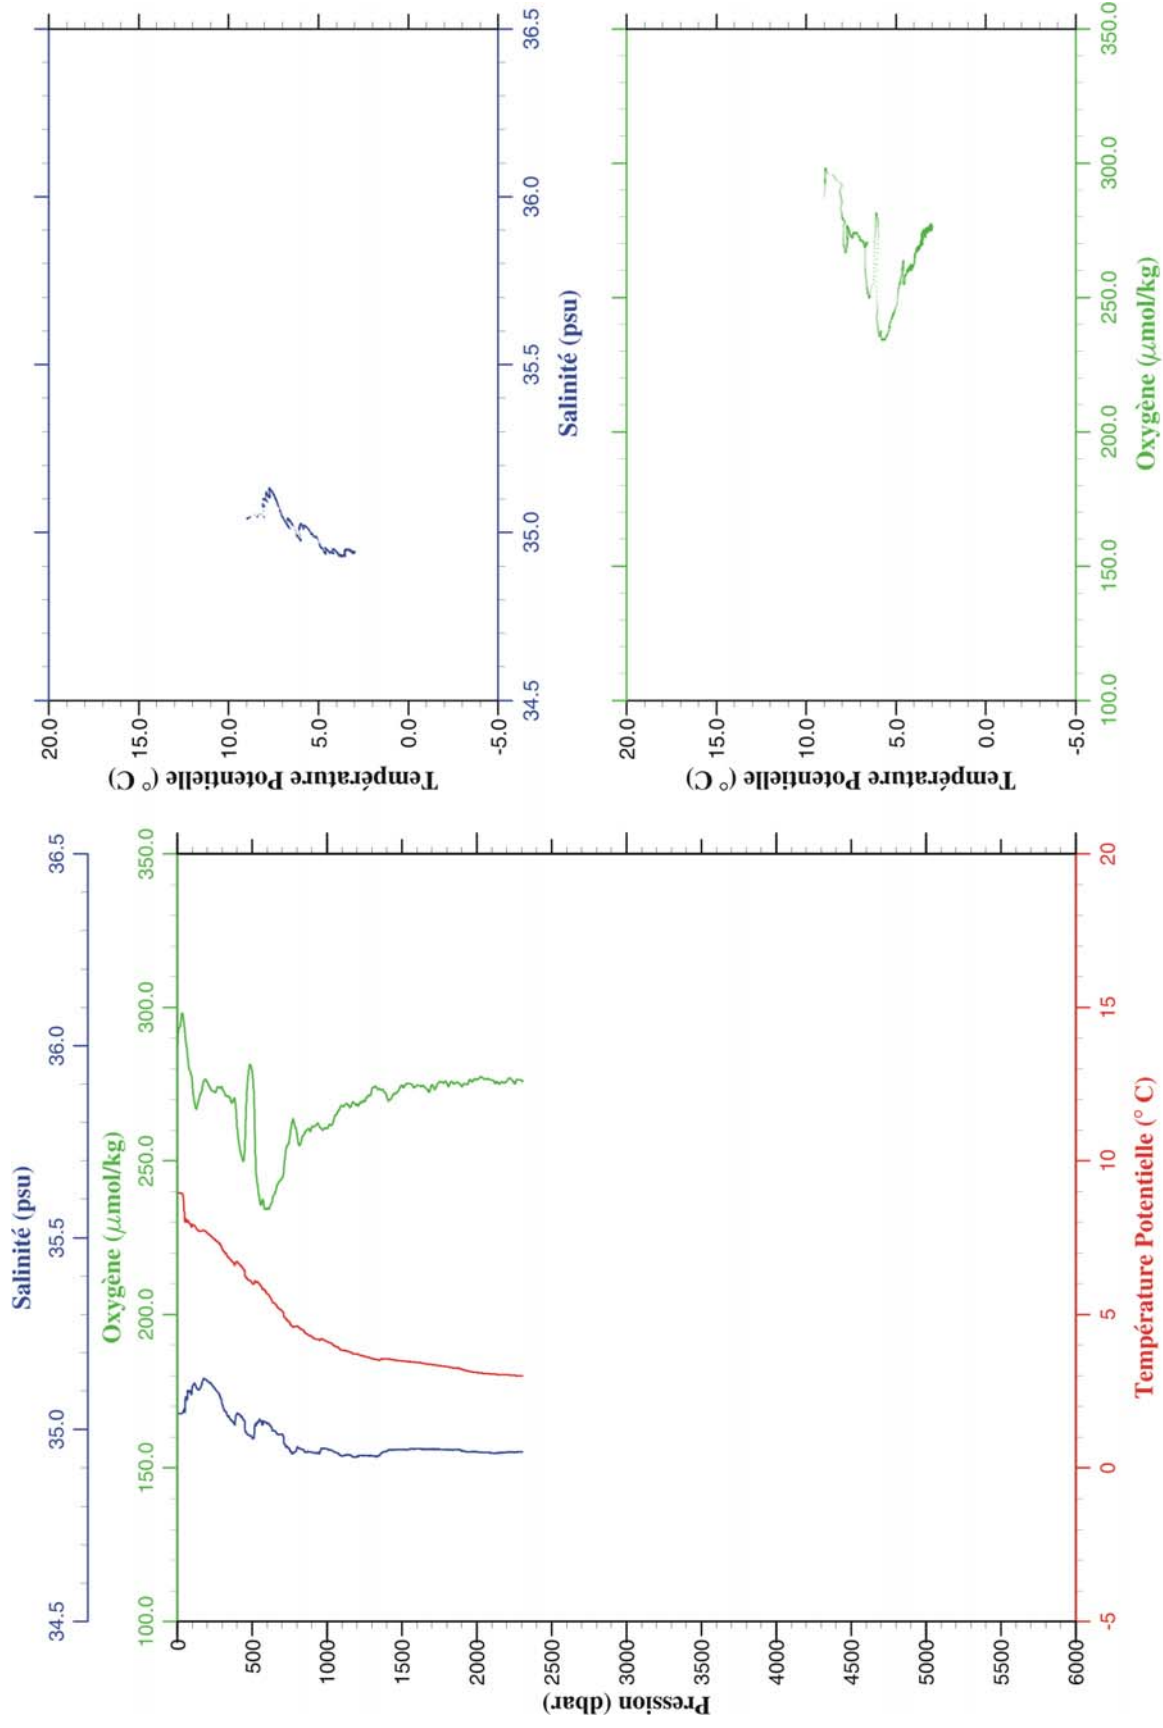 Salinité (psu)
34.5 35.0 35.5 36.0 36.5
Oxygène (μmol/kg)
100.0 150.0 200.0 250.0 300.0 350.0
Pression (dbar)
0
500
1000
1500
2000
2500
3000
3500
4000
4500
5000
5500
6000
-5 0 5 10 15 20
Température Potentielle (° C)
Température Potentielle (° C)
20.0
15.0
10.0
5.0
0.0
-5.0
34.5 35.0 35.5 36.0 36.5
Salinité (psu)
Température Potentielle (° C)
20.0
15.0
10.0
5.0
0.0
-5.0
100.0 150.0 200.0 250.0 300.0 350.0
Oxygène (μmol/kg)